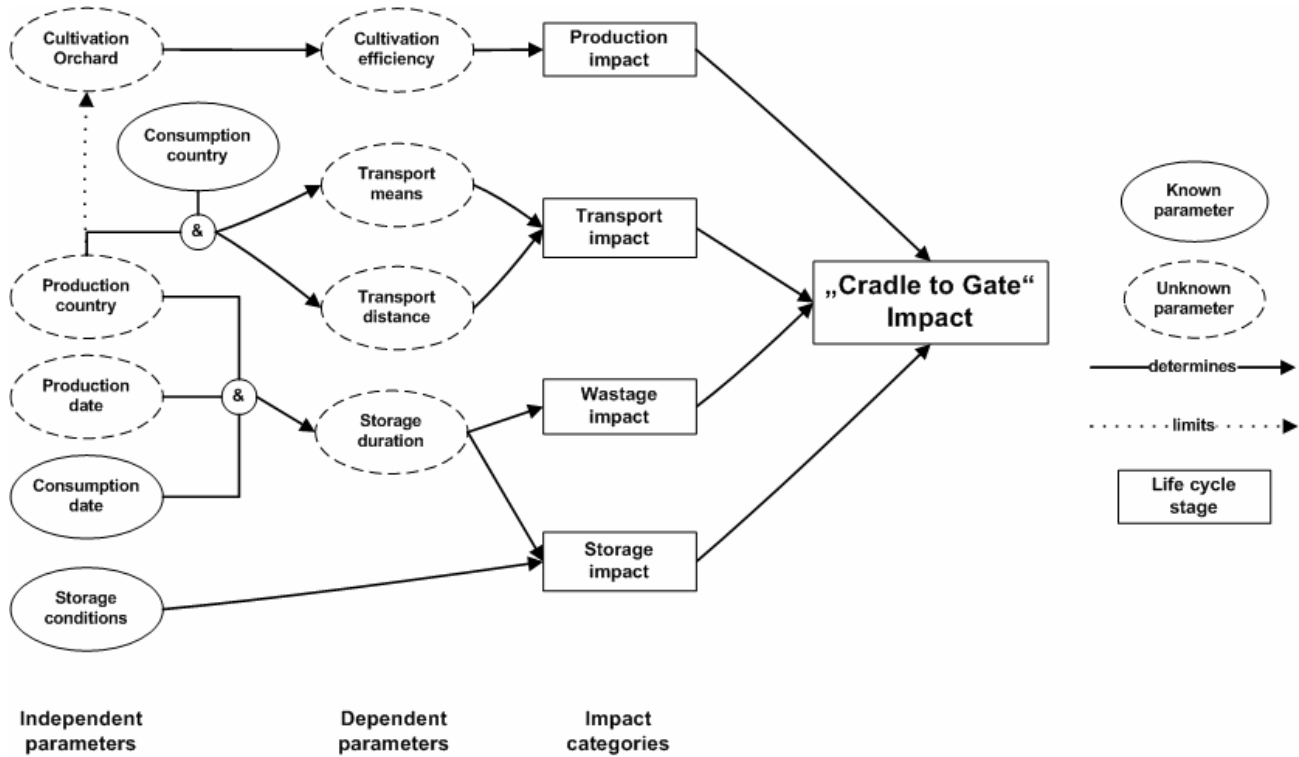 Cultivation
Orchard
Cultivation
efficiency
Production
impact
Consumption
country
Transport
means
&
Transport
impact
Known
parameter
Production
country
Transport
distance
„Cradle to Gate“
Impact
Unknown
parameter
determines
Production
date
&
Storage
duration
Wastage
impact
limits
Consumption
date
Life cycle
stage
Storage
impact
Storage
conditions
Independent
parameters
Dependent
parameters
Impact
categories